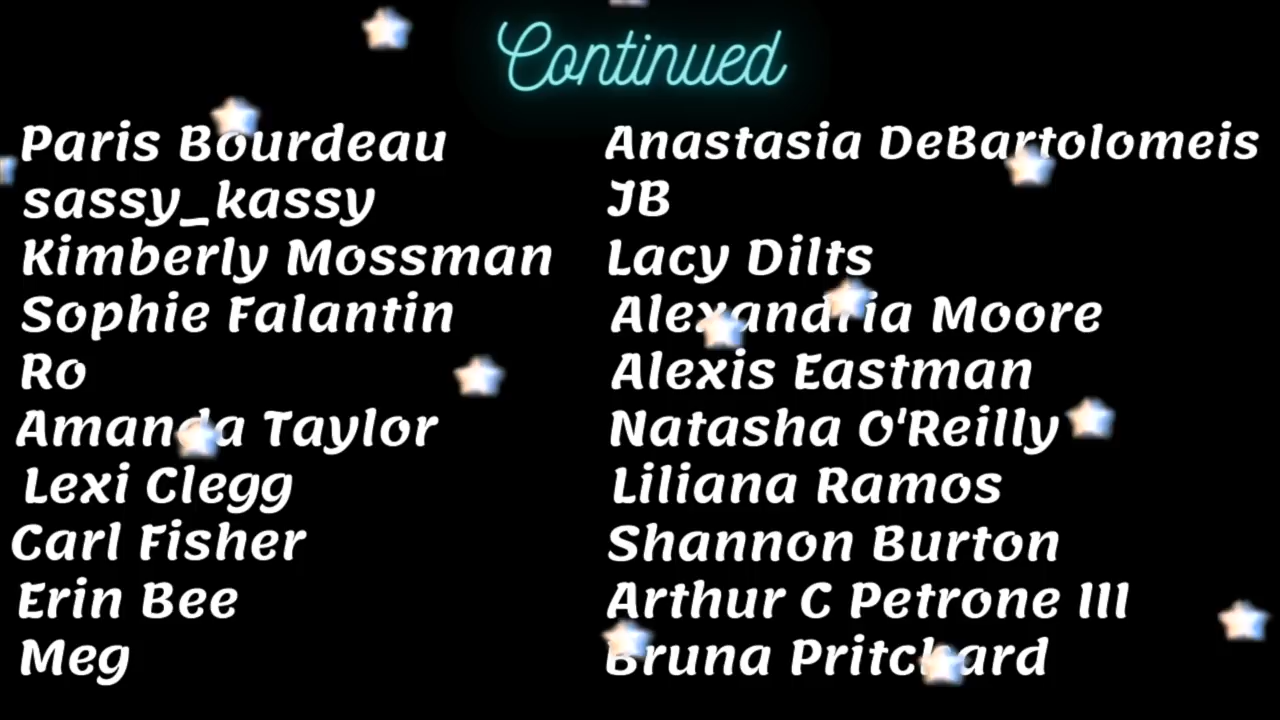 Continued
Paris Bourdeau
sassy_kassy
Kimberly Mossman
Sophie Falantin
Ro
Amanda Taylor
Lexi Clegg
Carl Fisher
Erin Bee
Meg
Anastasia DeBartolomeis
JB
Lacy Dilts
Alexandria Moore
Alexis Eastman
Natasha O'Reilly
Liliana Ramos
Shannon Burton
Arthur C Petrone III
Bruna Pritchard